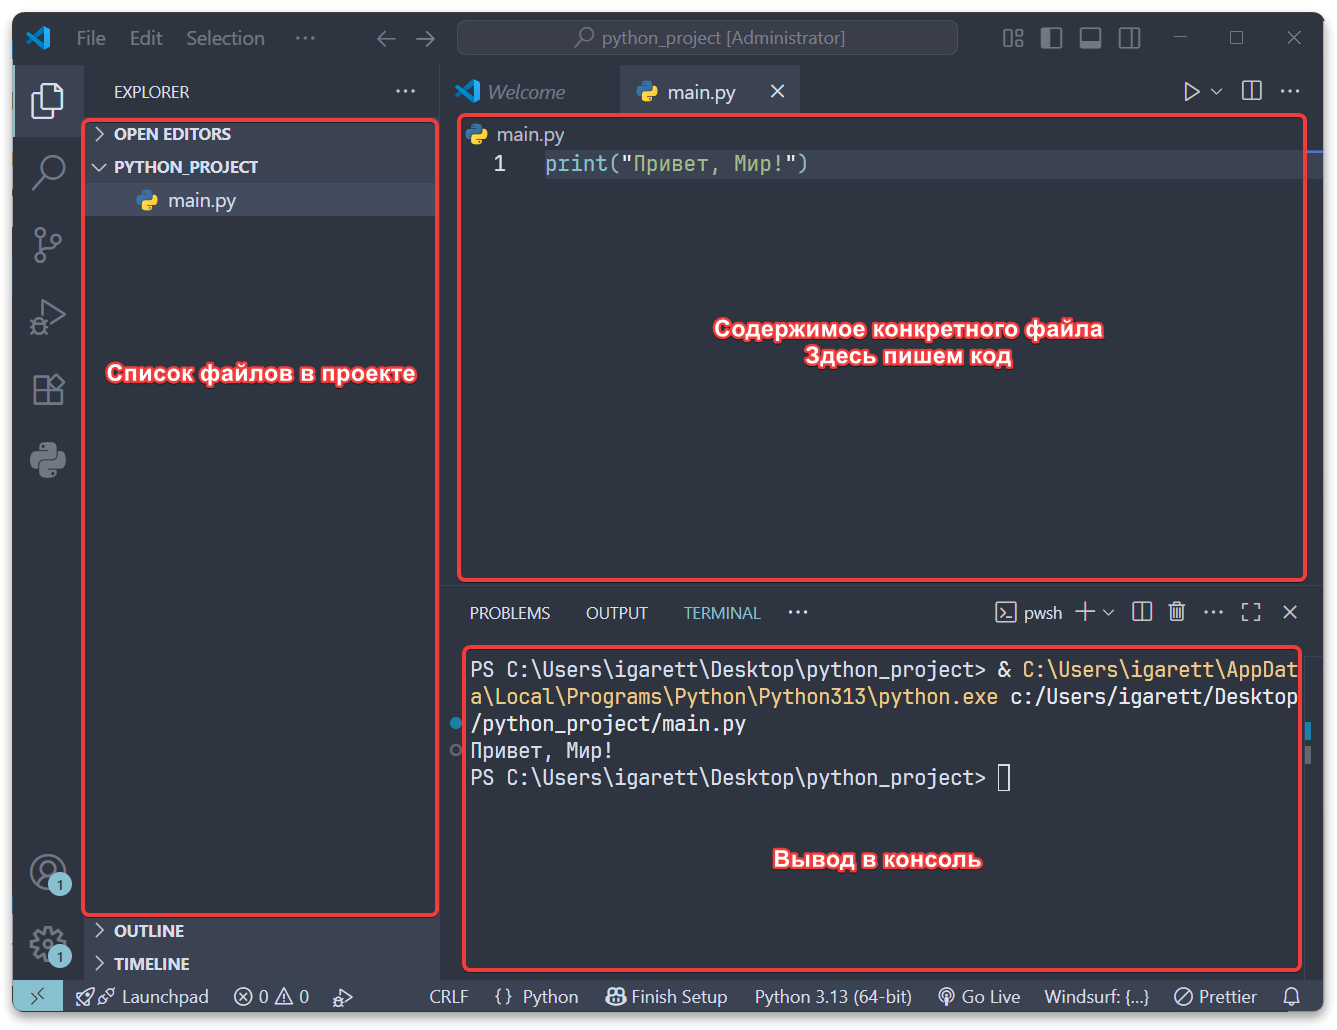 File Edit Selection ···
python_project [Administrator]
EXPLORER ···
OPEN EDITORS
PYTHON_PROJECT
main.py
Список файлов в проекте
OUTLINE
TIMELINE
Welcome
main.py
main.py
1 print("Привет, Мир!")
Содержимое конкретного файла
Здесь пишем код
PROBLEMS OUTPUT TERMINAL ···
pwsh
PS C:\Users\igarett\Desktop\python_project> & C:\Users\igarett\AppDat
a\Local\Programs\Python\Python313\python.exe c:/Users/igarett/Desktop
/python_project/main.py
Привет, Мир!
PS C:\Users\igarett\Desktop\python_project>
Вывод в консоль
1
1
Launchpad 0 0 CRLF {} Python Finish Setup Python 3.13 (64-bit) Go Live Windsurf: {...} Prettier